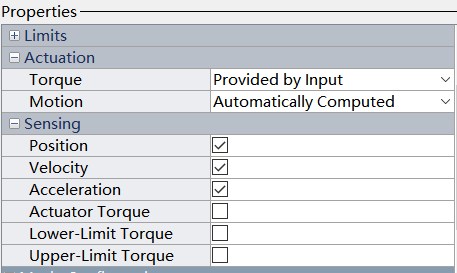 Properties
Limits
Actuation
Torque Provided by Input
Motion Automatically Computed
Sensing
Position
Velocity
Acceleration
Actuator Torque
Lower-Limit Torque
Upper-Limit Torque